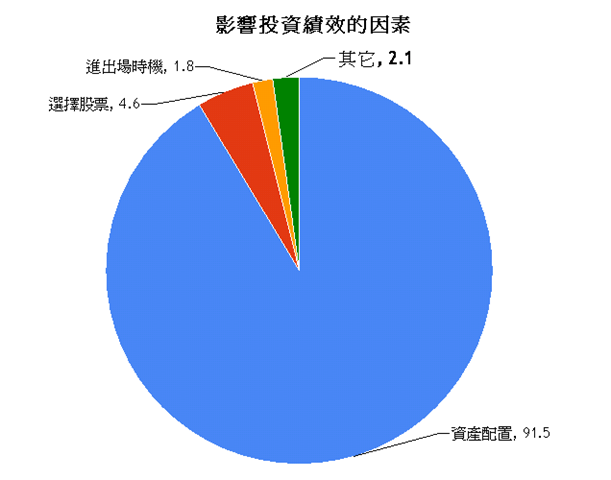 影響投資績效的因素
其它, 2.1
進出場時機, 1.8
選擇股票, 4.6
資產配置, 91.5